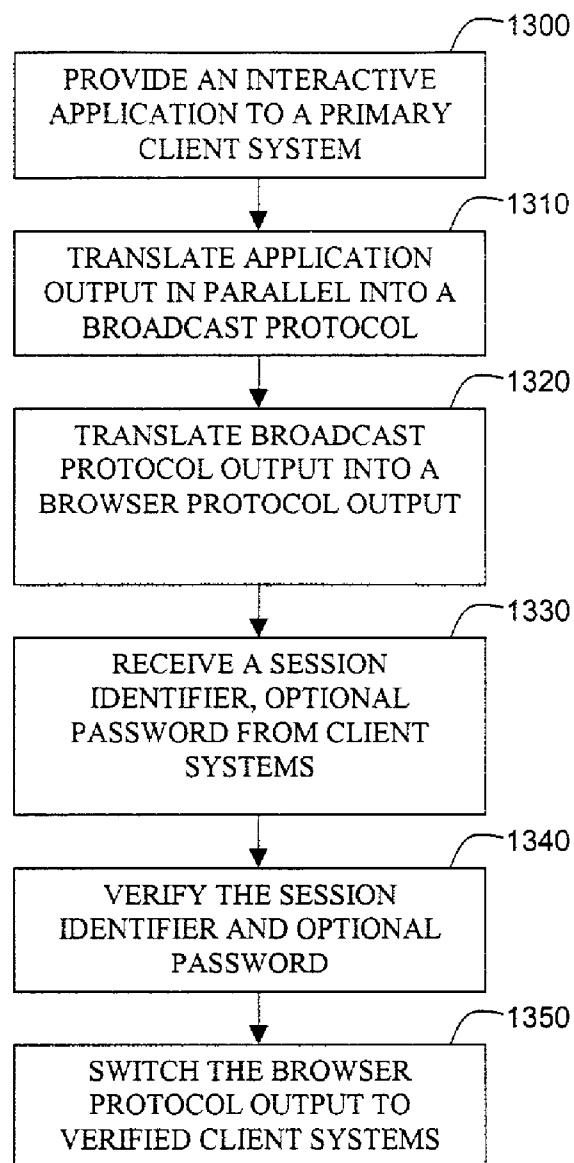 1300
PROVIDE AN INTERACTIVE
APPLICATION TO A PRIMARY
CLIENT SYSTEM
1310
TRANSLATE APPLICATION
OUTPUT IN PARALLEL INTO A
BROADCAST PROTOCOL
1320
TRANSLATE BROADCAST
PROTOCOL OUTPUT INTO A
BROWSER PROTOCOL OUTPUT
1330
RECEIVE A SESSION
IDENTIFIER, OPTIONAL
PASSWORD FROM CLIENT
SYSTEMS
1340
VERIFY THE SESSION
IDENTIFIER AND OPTIONAL
PASSWORD
1350
SWITCH THE BROWSER
PROTOCOL OUTPUT TO
VERIFIED CLIENT SYSTEMS